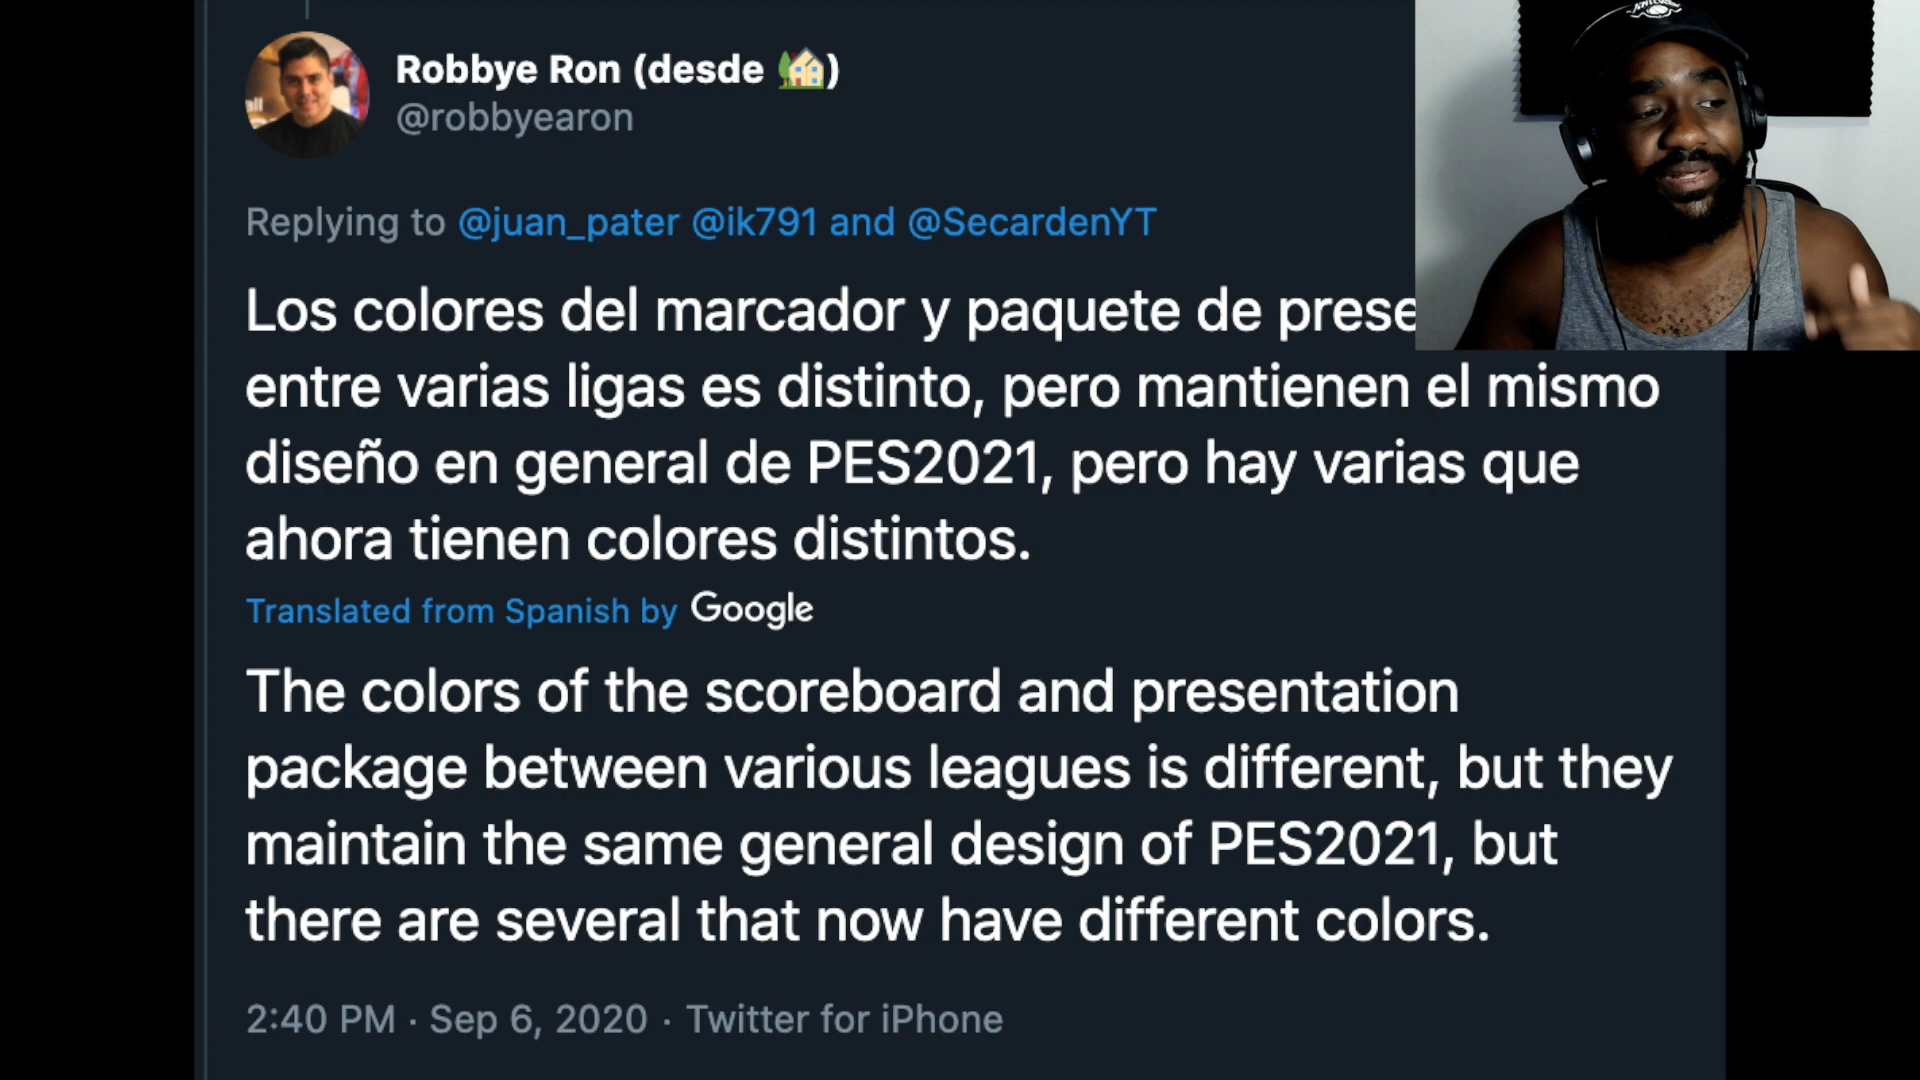 Robbye Ron (desde 🏡)
@robbyearon
Replying to @juan_pater @ik791 and @SecardenYT
Los colores del marcador y paquete de
entre varias ligas es distinto, pero mantienen el mismo
diseño en general de PES2021, pero hay varias que
ahora tienen colores distintos.
Translated from Spanish by Google
The colors of the scoreboard and presentation
package between various leagues is different, but they
maintain the same general design of PES2021, but
there are several that now have different colors.
2:40 PM · Sep 6, 2020 · Twitter for iPhone